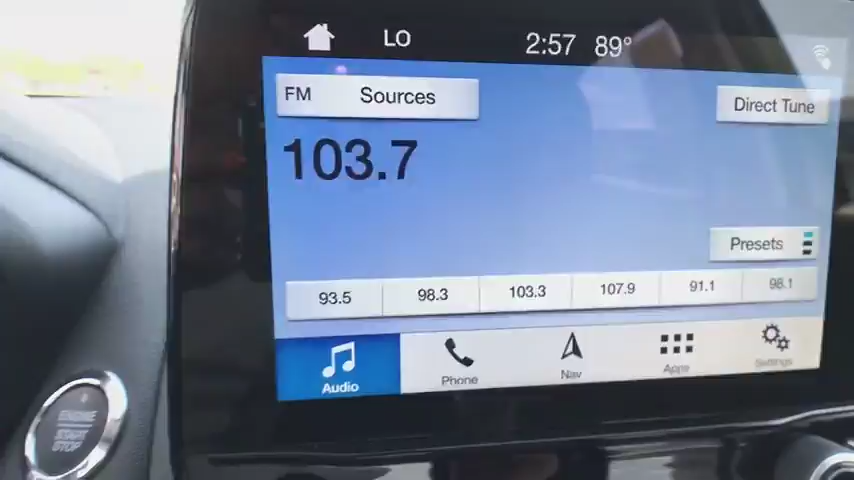 LO 2:57 89°
FM Sources Direct Tune
103.7
Presets
93.5 98.3 103.3 107.9 91.1 98.1
Audio Phone Nav Apps Settings
ENGINE
START
STOP